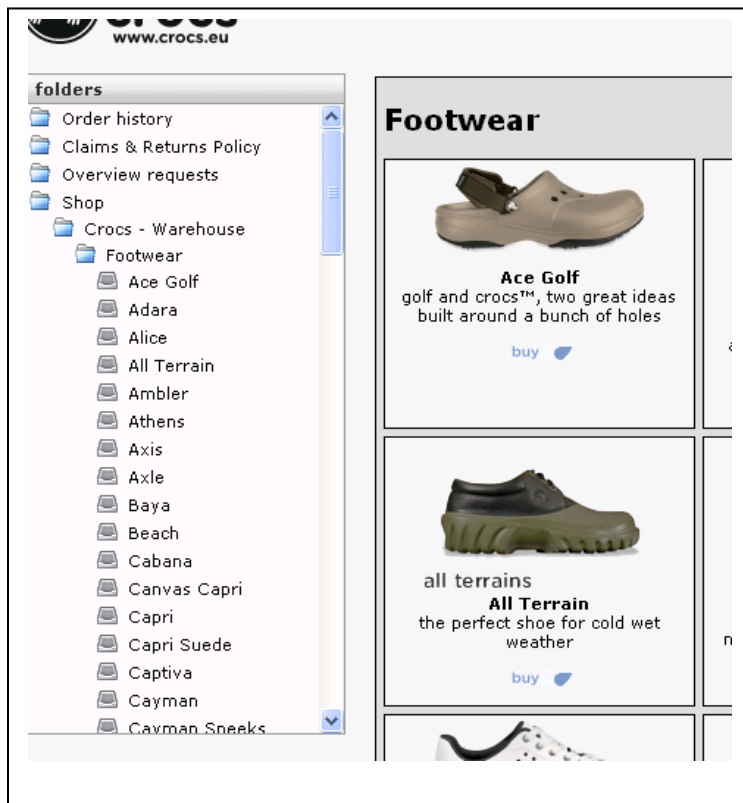 crocs
www.crocs.eu
folders
Order history
Claims & Returns Policy
Overview requests
Shop
Crocs - Warehouse
Footwear
Ace Golf
Adara
Alice
All Terrain
Ambler
Athens
Axis
Axle
Baya
Beach
Cabana
Canvas Capri
Capri
Capri Suede
Captiva
Cayman
Cayman Sneeks
Footwear
Ace Golf
golf and crocs™, two great ideas
built around a bunch of holes
buy
all terrains
All Terrain
the perfect shoe for cold wet
weather
buy